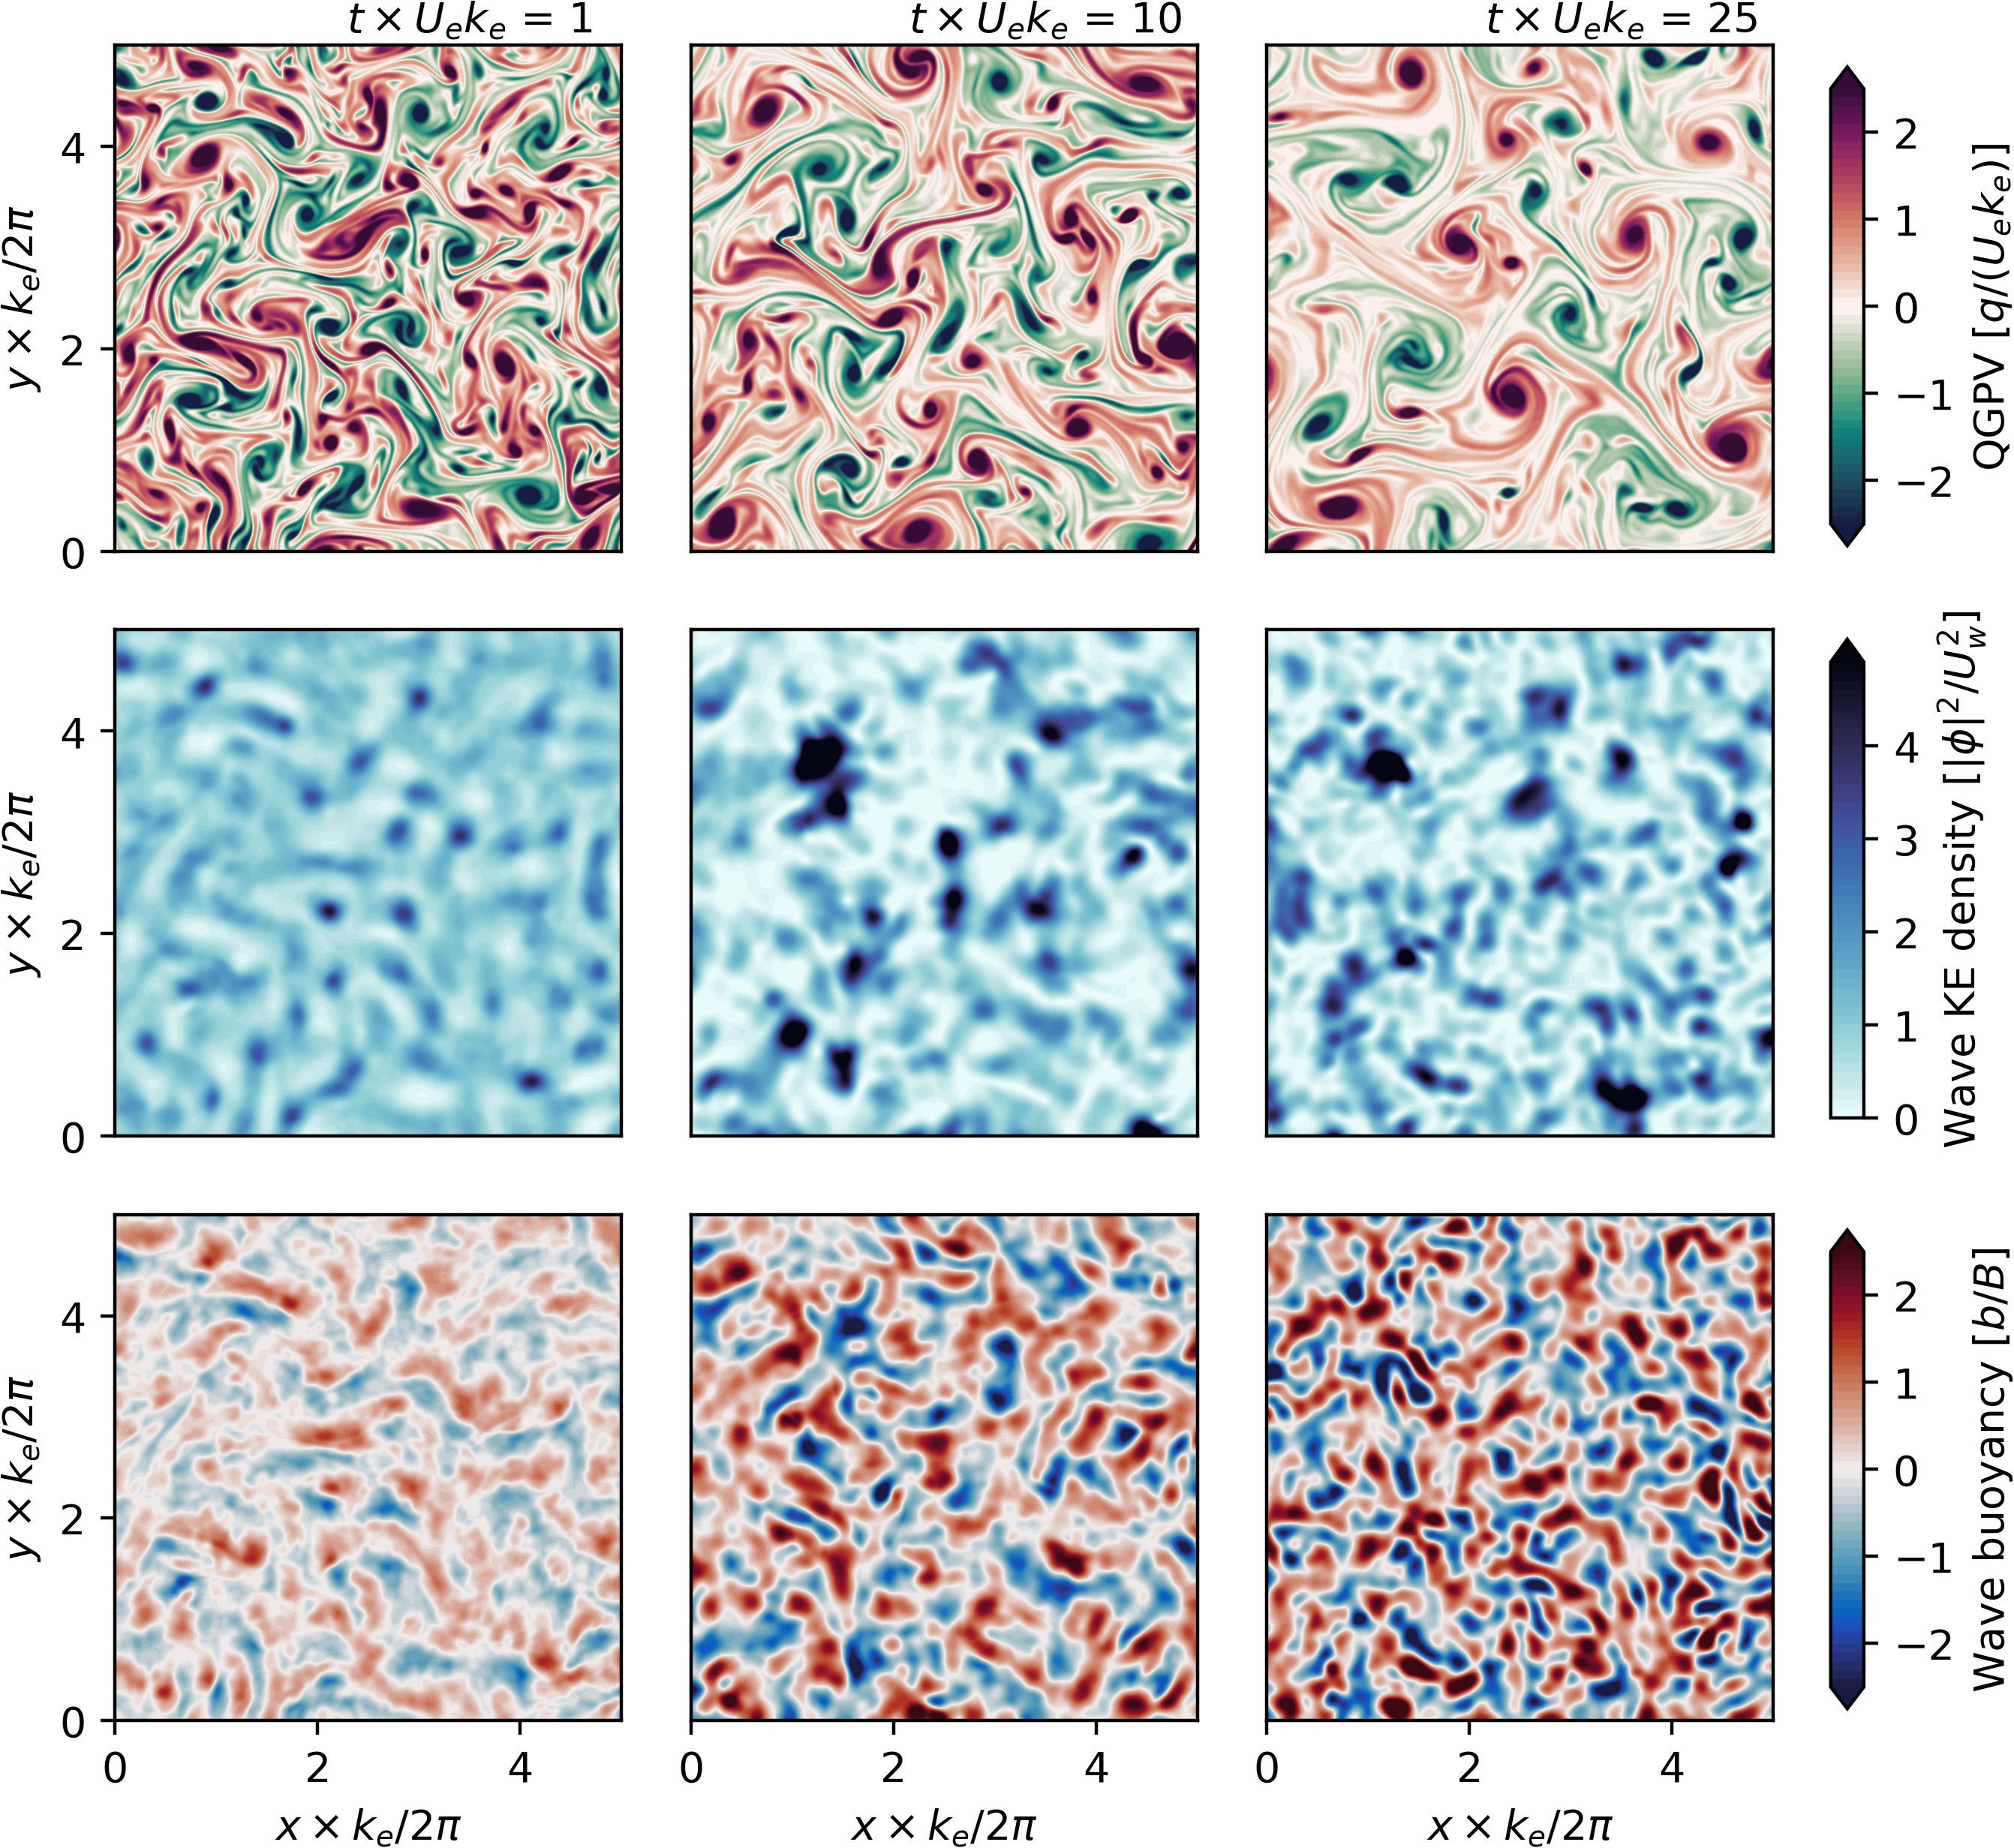 t × U_e k_e = 1
t × U_e k_e = 10
t × U_e k_e = 25
y × k_e/2π
4
2
0
2
1
0
−1
−2
QGPV [q/(U_e k_e)]
y × k_e/2π
4
2
0
4
3
2
1
0
Wave KE density [|ϕ|²/U_w²]
y × k_e/2π
4
2
0
2
1
0
−1
−2
Wave buoyancy [b/B]
0 2 4
0 2 4
0 2 4
x × k_e/2π
x × k_e/2π
x × k_e/2π